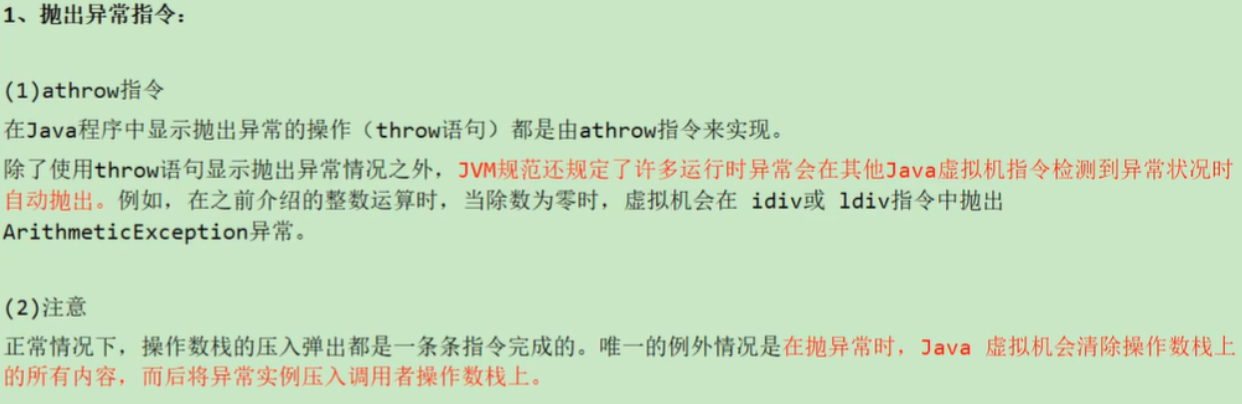 1、抛出异常指令：
(1)athrow指令
在Java程序中显示抛出异常的操作（throw语句）都是由athrow指令来实现。
除了使用throw语句显示抛出异常情况之外，JVM规范还规定了许多运行时异常会在其他Java虚拟机指令检测到异常状况时
自动抛出。例如，在之前介绍的整数运算时，当除数为零时，虚拟机会在 idiv或 ldiv指令中抛出
ArithmeticException异常。
(2)注意
正常情况下，操作数栈的压入弹出都是一条条指令完成的。唯一的例外情况是在抛异常时，Java 虚拟机会清除操作数栈上
的所有内容，而后将异常实例压入调用者操作数栈上。